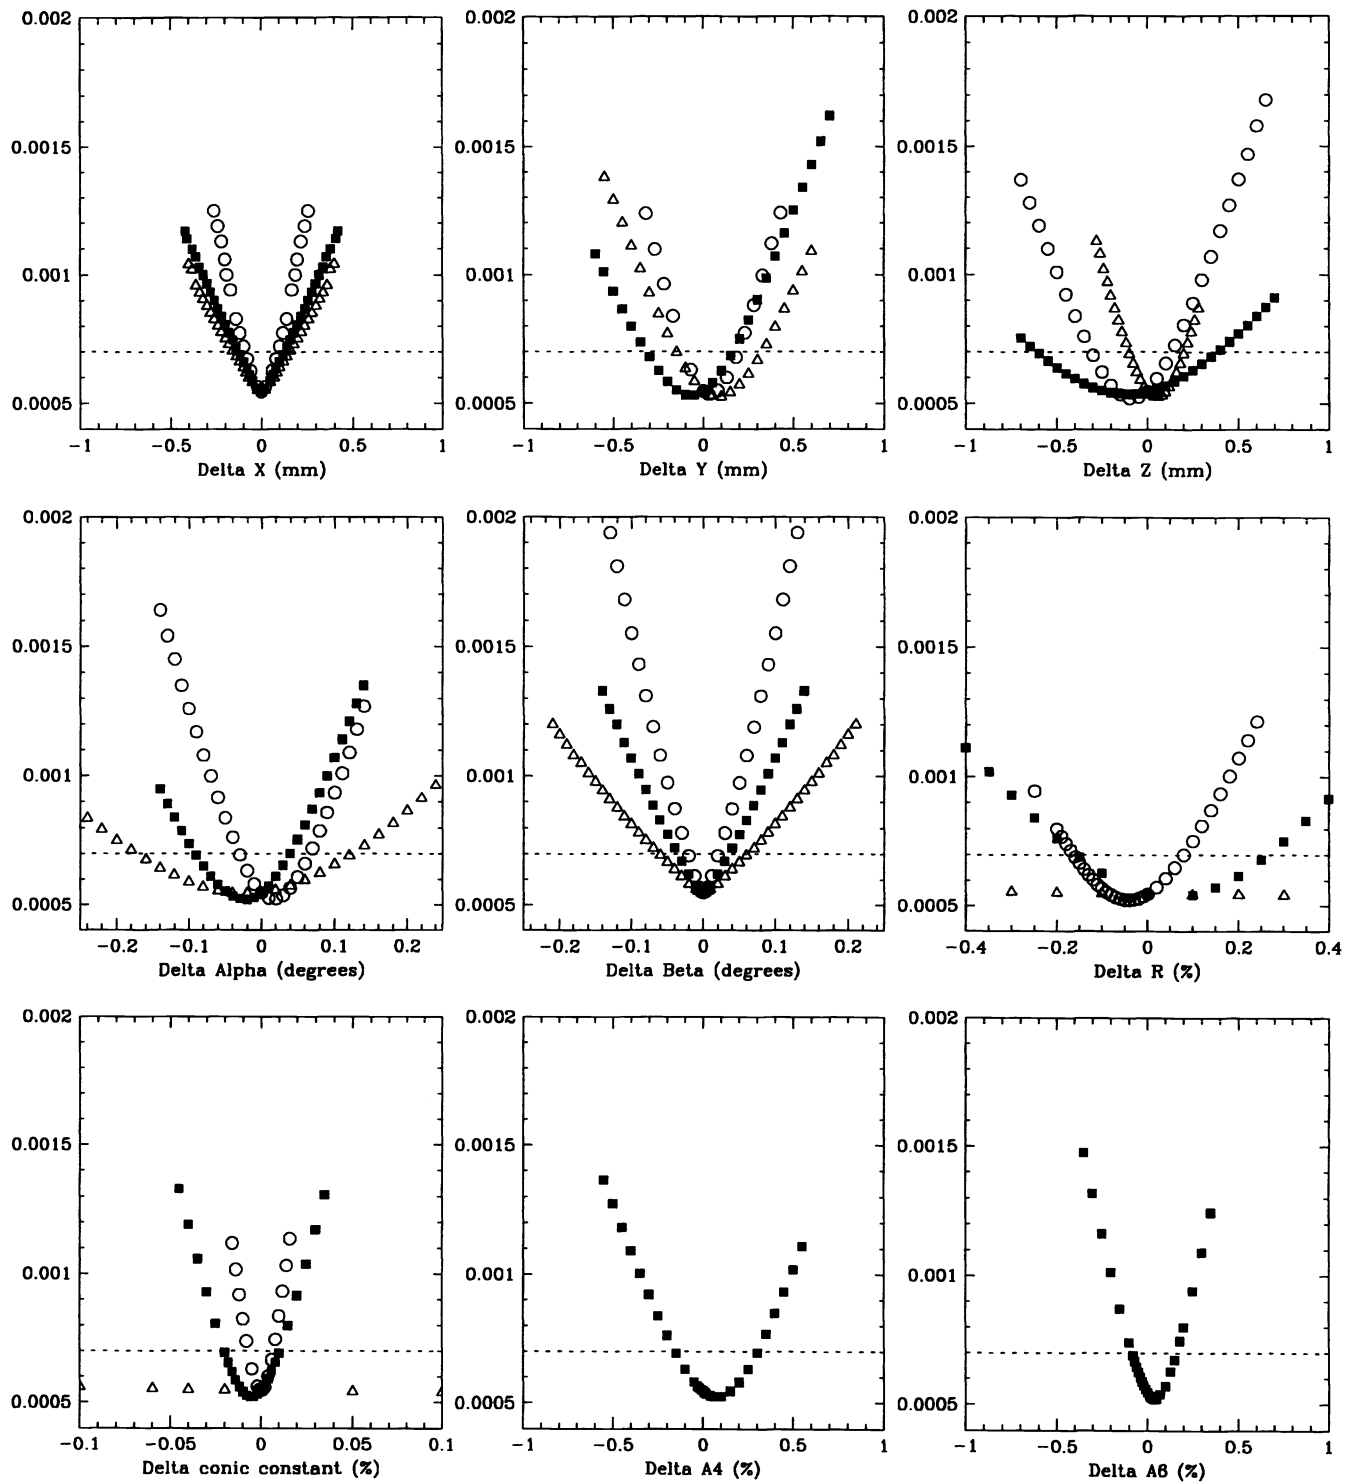 0.002 0.002 0.002
0.0015 0.0015 0.0015
0.001 0.001 0.001
0.0005 0.0005 0.0005
-1 -0.5 0 0.5 1 -1 -0.5 0 0.5 1 -1 -0.5 0 0.5 1
Delta X (mm) Delta Y (mm) Delta Z (mm)
0.002 0.002 0.002
0.0015 0.0015 0.0015
0.001 0.001 0.001
0.0005 0.0005 0.0005
-0.2 -0.1 0 0.1 0.2 -0.2 -0.1 0 0.1 0.2 -0.4 -0.2 0 0.2 0.4
Delta Alpha (degrees) Delta Beta (degrees) Delta R (%)
0.002 0.002 0.002
0.0015 0.0015 0.0015
0.001 0.001 0.001
0.0005 0.0005 0.0005
-0.1 -0.05 0 0.05 0.1 -1 -0.5 0 0.5 1 -1 -0.5 0 0.5 1
Delta conic constant (%) Delta A4 (%) Delta A6 (%)